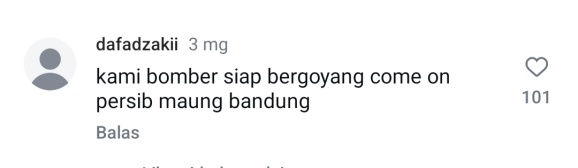 dafadzakii 3 mg
kami bomber siap bergoyang come on
persib maung bandung
101
Balas